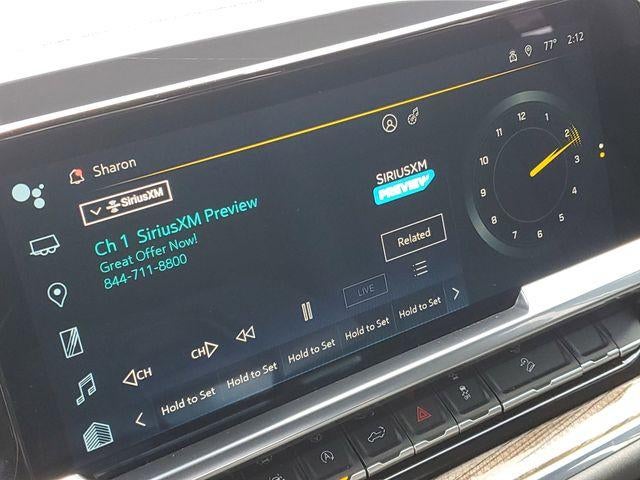 77° 2:12
Sharon
SiriusXM
Ch 1 SiriusXM Preview
Great Offer Now!
844-711-8800
SIRIUSXM
PREVIEW
Related
LIVE
CH
CH
Hold to Set
Hold to Set
Hold to Set
Hold to Set
Hold to Set
12
1
2
3
4
5
6
7
8
9
10
11